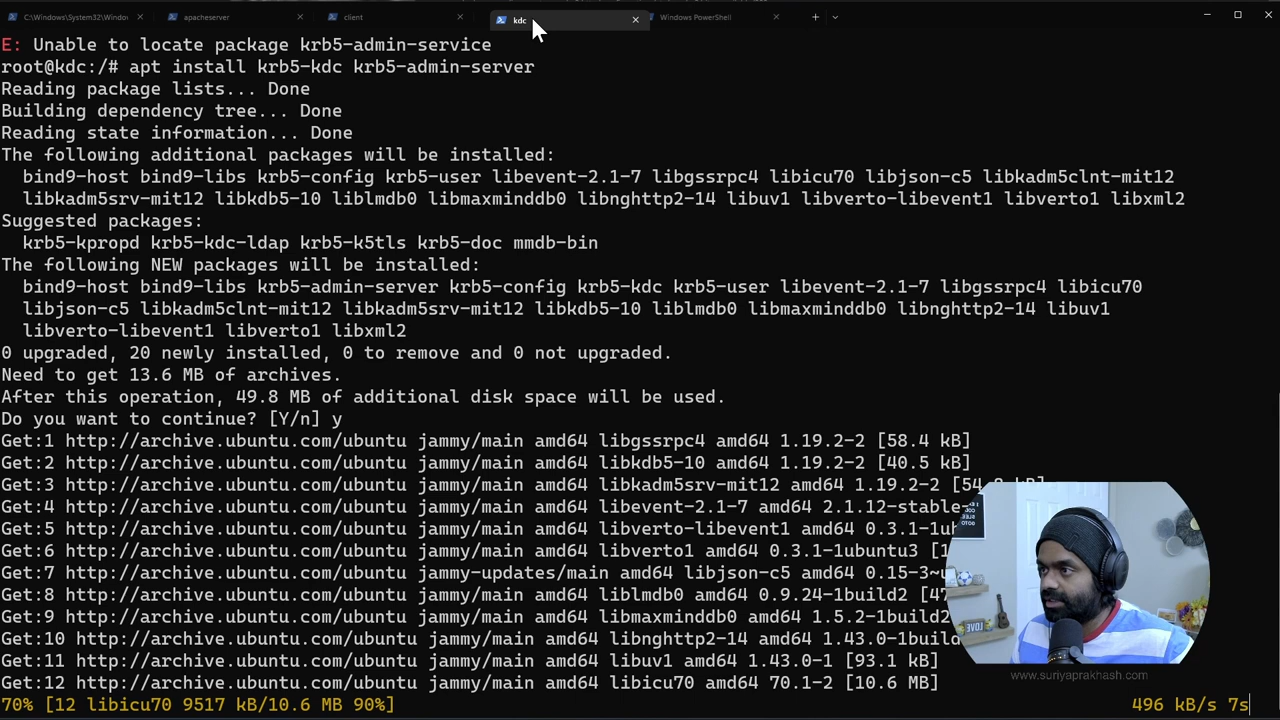 C:\Windows\System32\Window
apacheserver
client
kdc
Windows PowerShell
E: Unable to locate package krb5-admin-service
root@kdc:/# apt install krb5-kdc krb5-admin-server
Reading package lists... Done
Building dependency tree... Done
Reading state information... Done
The following additional packages will be installed:
bind9-host bind9-libs krb5-config krb5-user libevent-2.1-7 libgssrpc4 libicu70 libjson-c5 libkadm5clnt-mit12
libkadm5srv-mit12 libkdb5-10 liblmdb0 libmaxminddb0 libnghttp2-14 libuv1 libverto-libevent1 libverto1 libxml2
Suggested packages:
krb5-kpropd krb5-kdc-ldap krb5-k5tls krb5-doc mmdb-bin
The following NEW packages will be installed:
bind9-host bind9-libs krb5-admin-server krb5-config krb5-kdc krb5-user libevent-2.1-7 libgssrpc4 libicu70
libjson-c5 libkadm5clnt-mit12 libkadm5srv-mit12 libkdb5-10 liblmdb0 libmaxminddb0 libnghttp2-14 libuv1
libverto-libevent1 libverto1 libxml2
0 upgraded, 20 newly installed, 0 to remove and 0 not upgraded.
Need to get 13.6 MB of archives.
After this operation, 49.8 MB of additional disk space will be used.
Do you want to continue? [Y/n] y
Get:1 http://archive.ubuntu.com/ubuntu jammy/main amd64 libgssrpc4 amd64 1.19.2-2 [58.4 kB]
Get:2 http://archive.ubuntu.com/ubuntu jammy/main amd64 libkdb5-10 amd64 1.19.2-2 [40.5 kB]
Get:3 http://archive.ubuntu.com/ubuntu jammy/main amd64 libkadm5srv-mit12 amd64 1.19.2-2
Get:4 http://archive.ubuntu.com/ubuntu jammy/main amd64 libevent-2.1-7 amd64 2.1.12-stable-
Get:5 http://archive.ubuntu.com/ubuntu jammy/main amd64 libverto-libevent1 amd64 0.3.1-1u
Get:6 http://archive.ubuntu.com/ubuntu jammy/main amd64 libverto1 amd64 0.3.1-1ubuntu3 [1
Get:7 http://archive.ubuntu.com/ubuntu jammy-updates/main amd64 libjson-c5 amd64 0.15-3~u
Get:8 http://archive.ubuntu.com/ubuntu jammy/main amd64 liblmdb0 amd64 0.9.24-1build2 [47
Get:9 http://archive.ubuntu.com/ubuntu jammy/main amd64 libmaxminddb0 amd64 1.5.2-1build2
Get:10 http://archive.ubuntu.com/ubuntu jammy/main amd64 libnghttp2-14 amd64 1.43.0-1build
Get:11 http://archive.ubuntu.com/ubuntu jammy/main amd64 libuv1 amd64 1.43.0-1 [93.1 kB]
Get:12 http://archive.ubuntu.com/ubuntu jammy/main amd64 libicu70 amd64 70.1-2 [10.6 MB]
70% [12 libicu70 9517 kB/10.6 MB 90%] 496 kB/s 7s
LOVE
www.suriyaprakhash.com